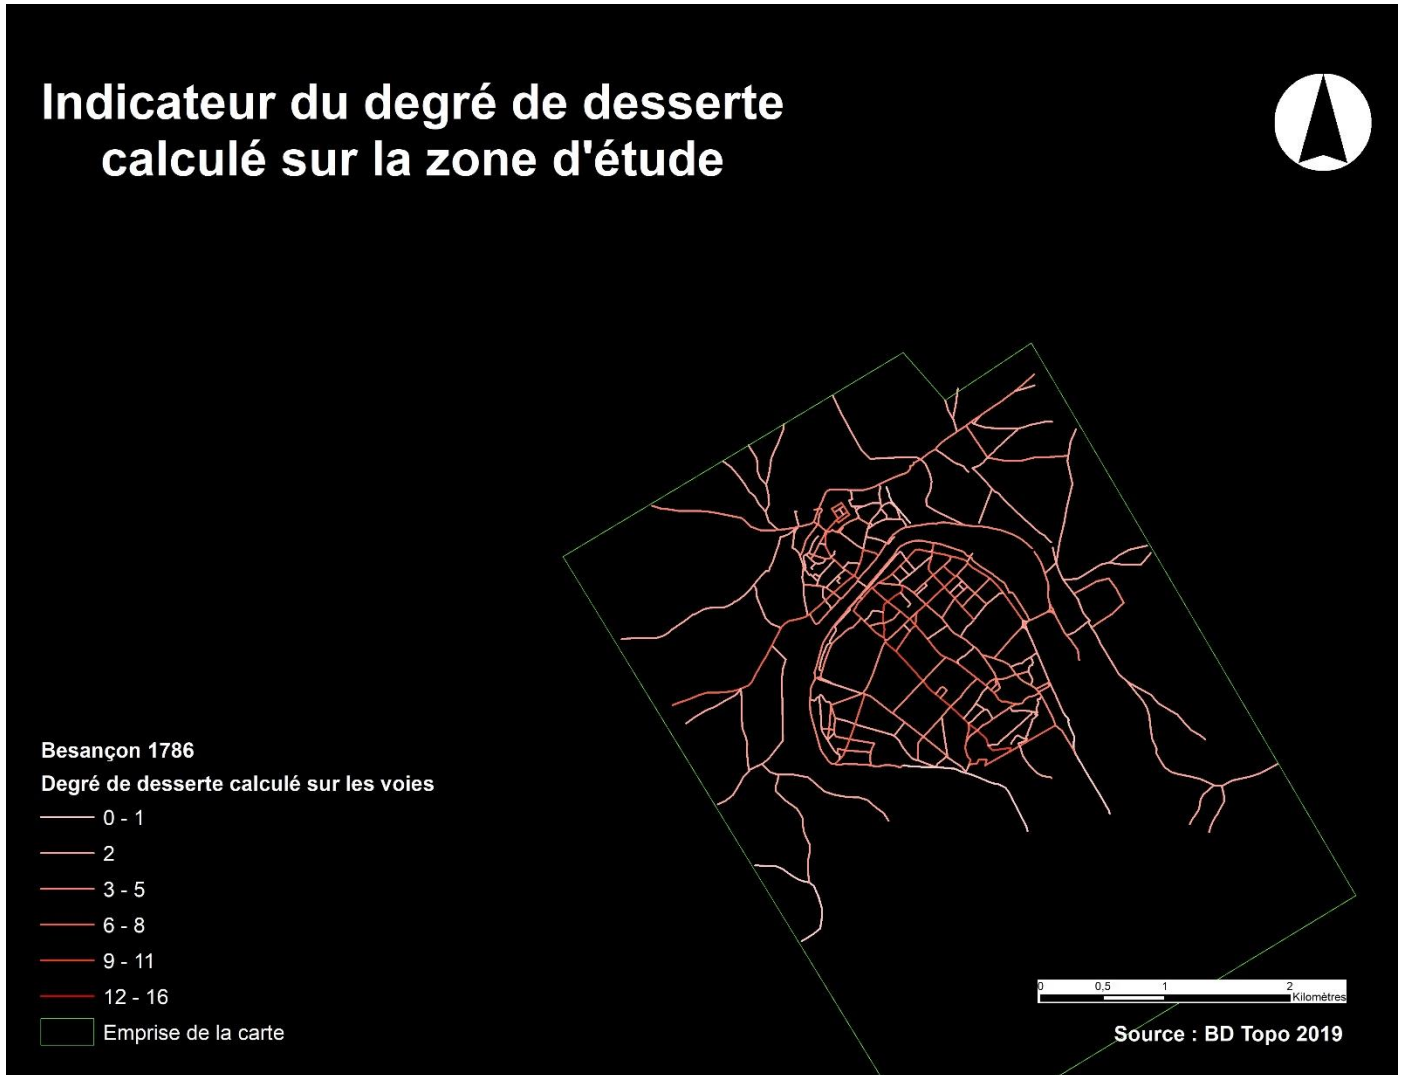 Indicateur du degré de desserte
calculé sur la zone d'étude
Besançon 1786
Degré de desserte calculé sur les voies
0 - 1
2
3 - 5
6 - 8
9 - 11
12 - 16
Emprise de la carte
0 0,5 1 2
Kilomètres
Source : BD Topo 2019